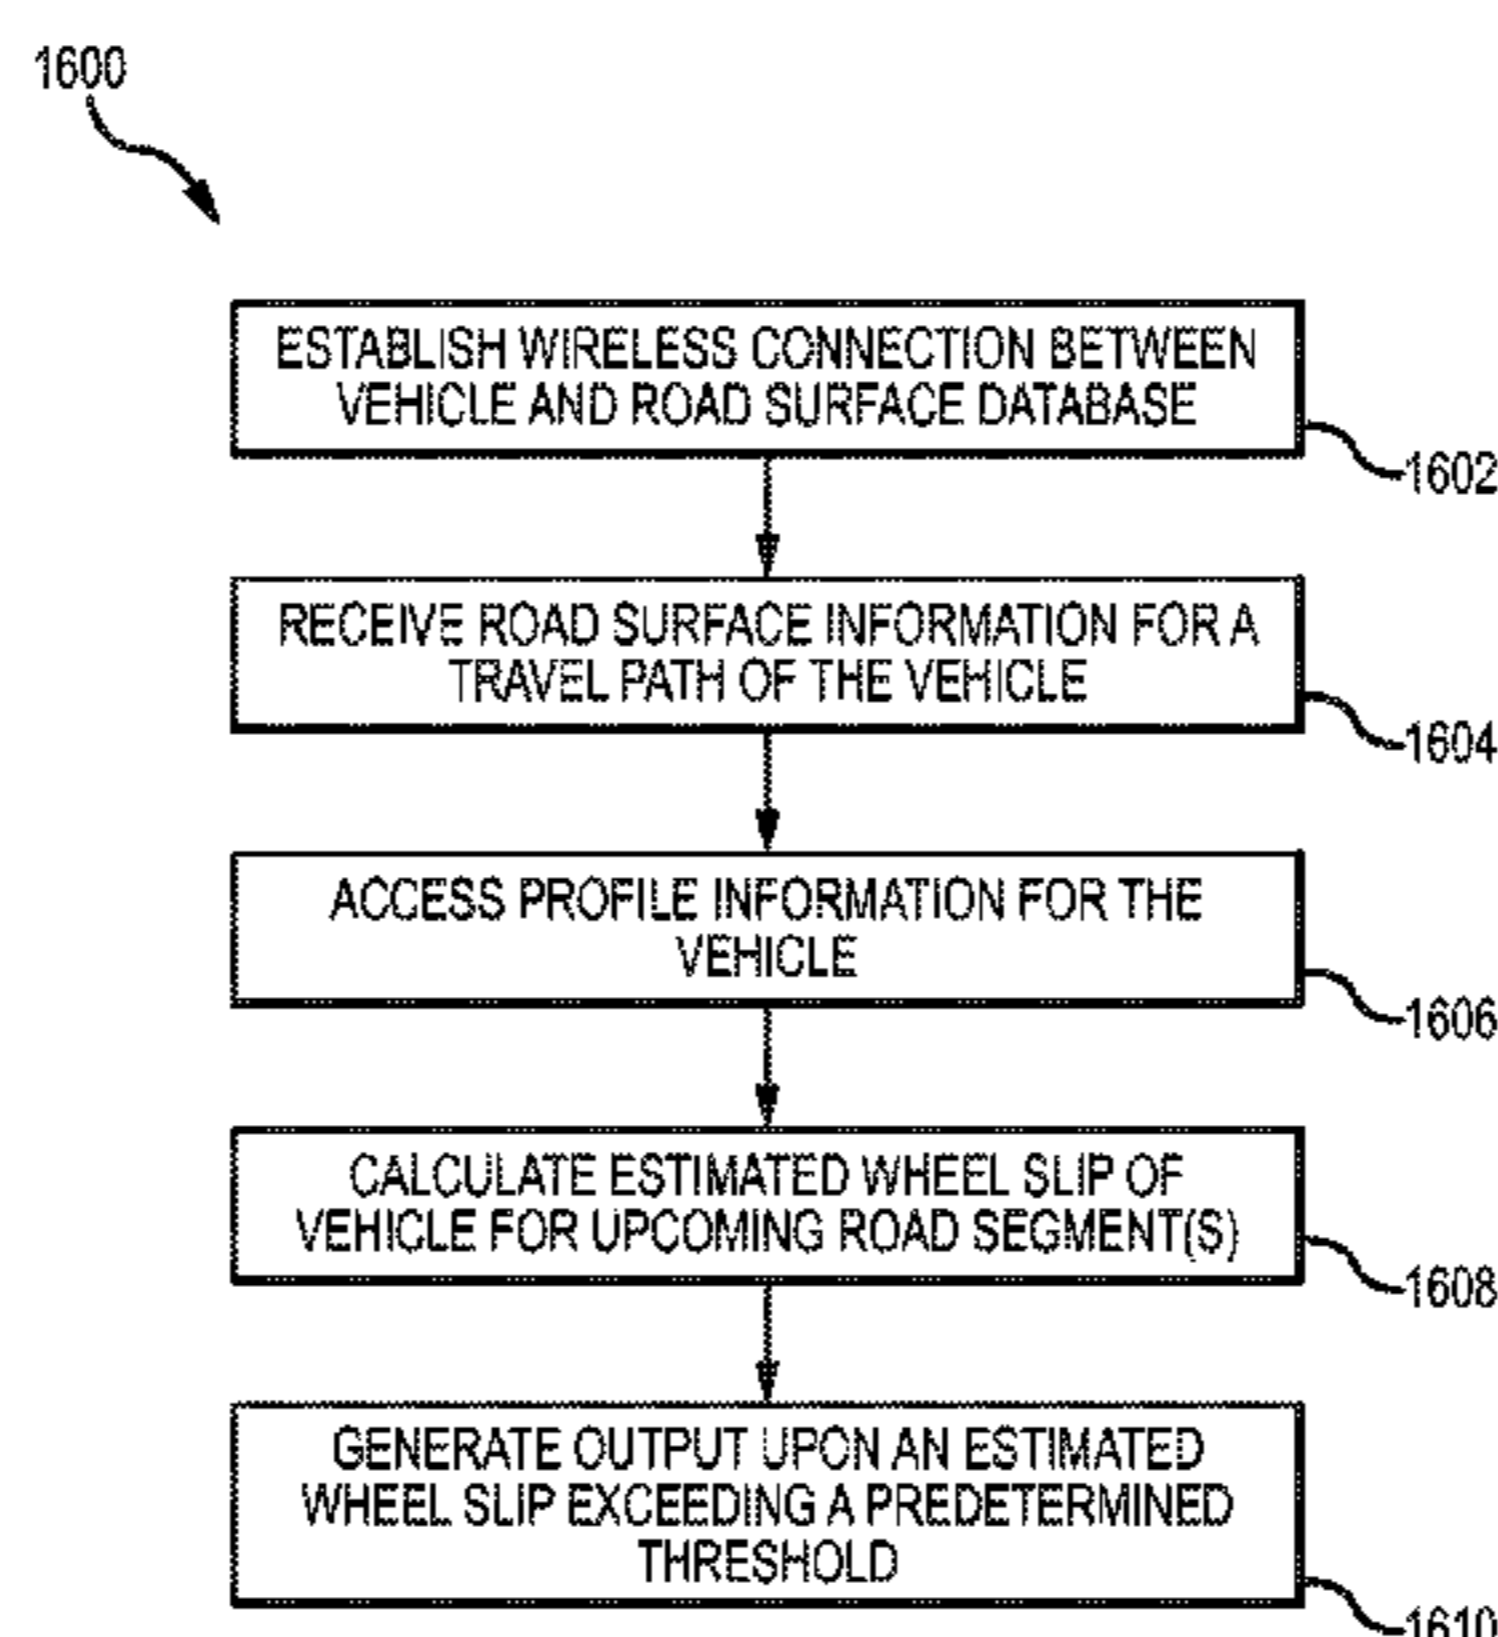 1600
ESTABLISH WIRELESS CONNECTION BETWEEN
VEHICLE AND ROAD SURFACE DATABASE
1602
RECEIVE ROAD SURFACE INFORMATION FOR A
TRAVEL PATH OF THE VEHICLE
1604
ACCESS PROFILE INFORMATION FOR THE
VEHICLE
1606
CALCULATE ESTIMATED WHEEL SLIP OF
VEHICLE FOR UPCOMING ROAD SEGMENT(S)
1608
GENERATE OUTPUT UPON AN ESTIMATED
WHEEL SLIP EXCEEDING A PREDETERMINED
THRESHOLD
1610